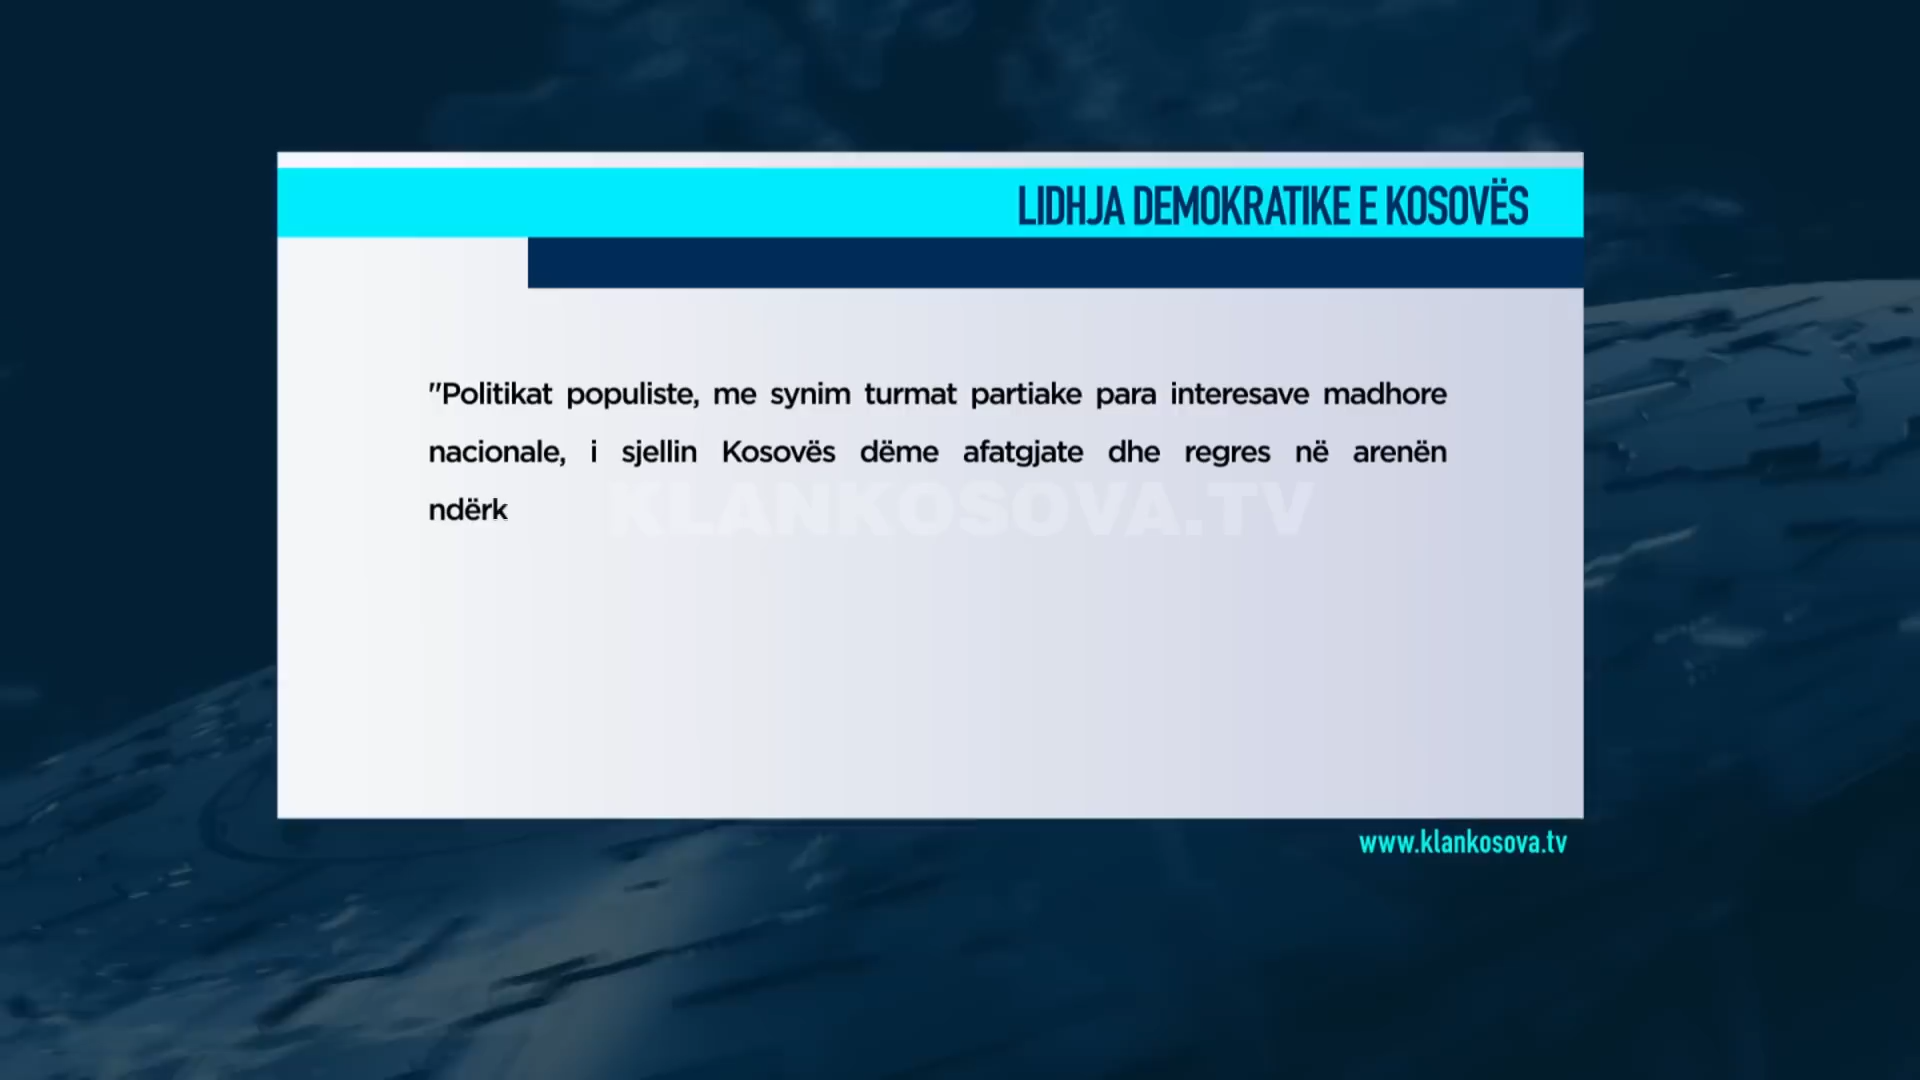 LIDHJA DEMOKRATIKE E KOSOVËS
"Politikat populiste, me synim turmat partiake para interesave madhore
nacionale, i sjellin Kosovës dëme afatgjate dhe regres në arenën
ndërk
KLANKOSOVA.TV
www.klankosova.tv